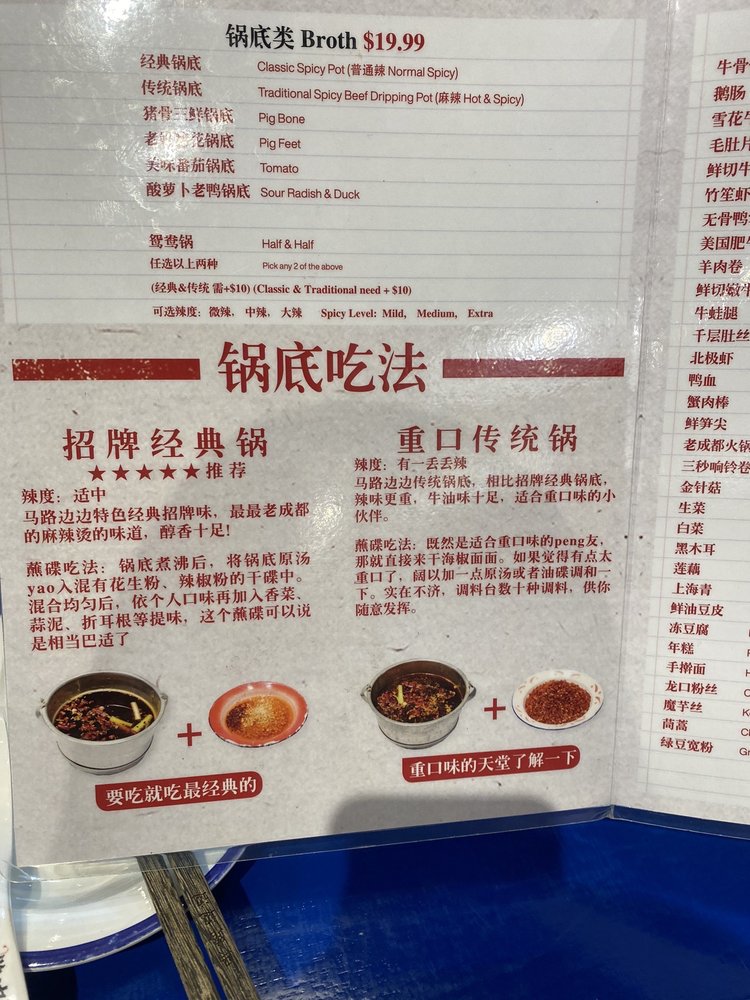 锅底类 Broth $19.99
经典锅底 Classic Spicy Pot (普通辣 Normal Spicy)
传统锅底 Traditional Spicy Beef Dripping Pot (麻辣 Hot & Spicy)
猪骨三鲜锅底 Pig Bone
老 花锅底 Pig Feet
美味番茄锅底 Tomato
酸萝卜老鸭锅底 Sour Radish & Duck
鸳鸯锅 Half & Half
任选以上两种 Pick any 2 of the above
(经典&传统 需+$10) (Classic & Traditional need + $10)
可选辣度：微辣， 中辣， 大辣 Spicy Level: Mild, Medium, Extra
锅底吃法
招牌经典锅
★★★★★推荐
辣度：适中
马路边边特色经典招牌味，最最老成都
的麻辣烫的味道，醇香十足!
蘸碟吃法：锅底煮沸后，将锅底原汤
yao入混有花生粉、辣椒粉的干碟中。
混合均匀后，依个人口味再加入香菜、
蒜泥、折耳根等提味，这个蘸碟可以说
是相当巴适了
+
要吃就吃最经典的
重口传统锅
辣度：有一丢丢辣
马路边边传统锅底，相比招牌经典锅底，
辣味更重，牛油味十足，适合重口味的小
伙伴。
蘸碟吃法：既然是适合重口味的peng友，
那就直接来干海椒面面。如果觉得有点太
重口了，阔以加一点原汤或者油碟调和一
下。实在不济，调料台数十种调料，供你
随意发挥。
+
重口味的天堂了解一下
牛骨
鹅肠
雪花牛
毛肚片
鲜切牛
竹笙虾
无骨鸭
美国肥牛
羊肉卷
鲜切嫩牛
牛蛙腿
千层肚丝
北极虾
鸭血
蟹肉棒
鲜笋尖
老成都火锅
三秒响铃卷
金针菇
生菜
白菜
黑木耳
莲藕
上海青
鲜油豆皮
冻豆腐
年糕
手擀面
龙口粉丝
魔芋丝
茼蒿
绿豆宽粉